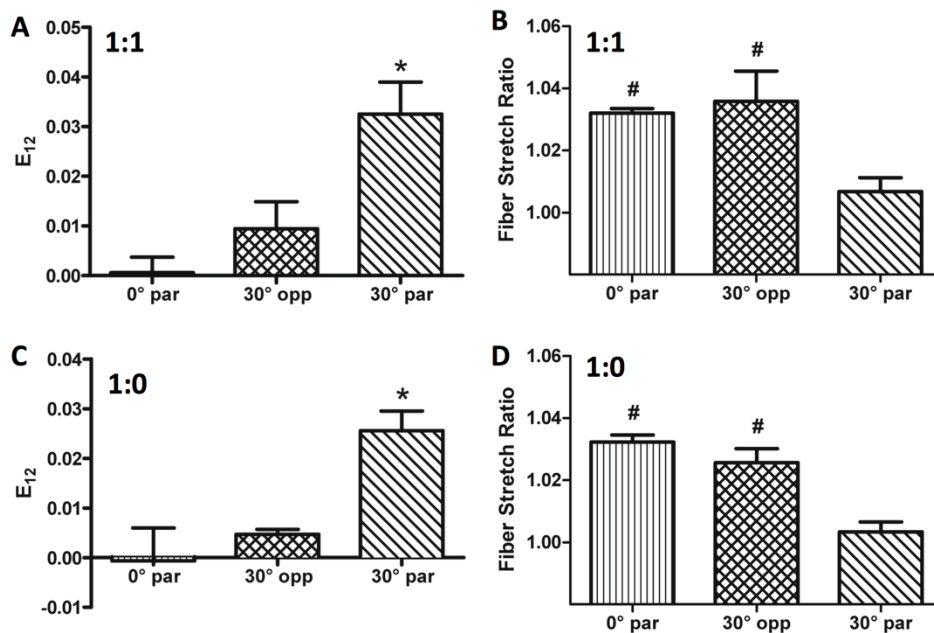 A
1:1
0.05
0.04
0.03
0.02
0.01
0.00
E12
*
0° par
30° opp
30° par
B
1:1
1.06
1.04
1.02
1.00
Fiber Stretch Ratio
#
#
0° par
30° opp
30° par
C
1:0
0.04
0.03
0.02
0.01
0.00
-0.01
E12
*
0° par
30° opp
30° par
D
1:0
1.06
1.04
1.02
1.00
Fiber Stretch Ratio
#
#
0° par
30° opp
30° par